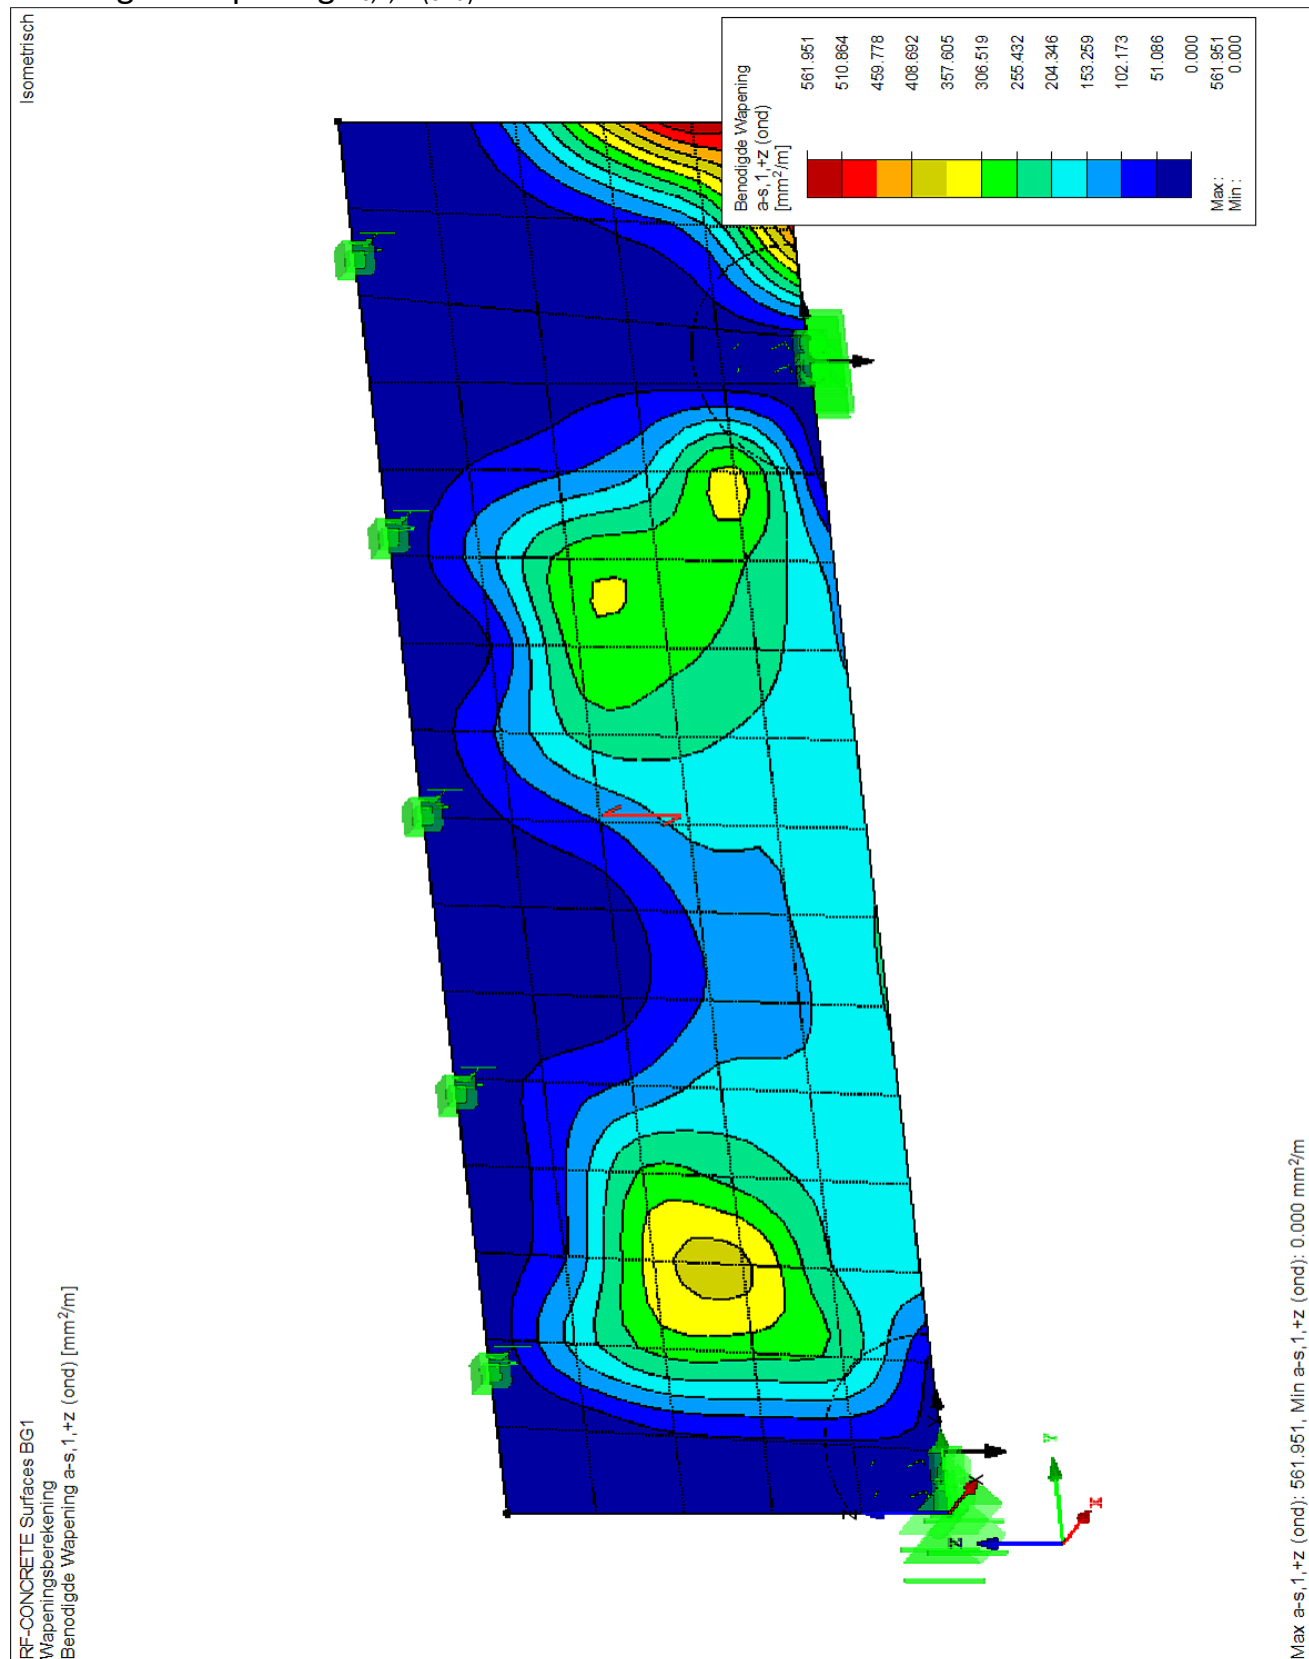 RF-CONCRETE Surfaces BG1
Wapeningsberekening
Benodigde Wapening a-s,1,+z (ond) [mm²/m]
Isometrisch
Benodigde Wapening
a-s,1,+z (ond)
[mm²/m]
561.951
510.864
459.778
408.692
357.605
306.519
255.432
204.346
153.259
102.173
51.086
0.000
Max : 561.951
Min : 0.000
Z
X
Z
Y
X
Max a-s,1,+z (ond): 561.951, Min a-s,1,+z (ond): 0.000 mm²/m